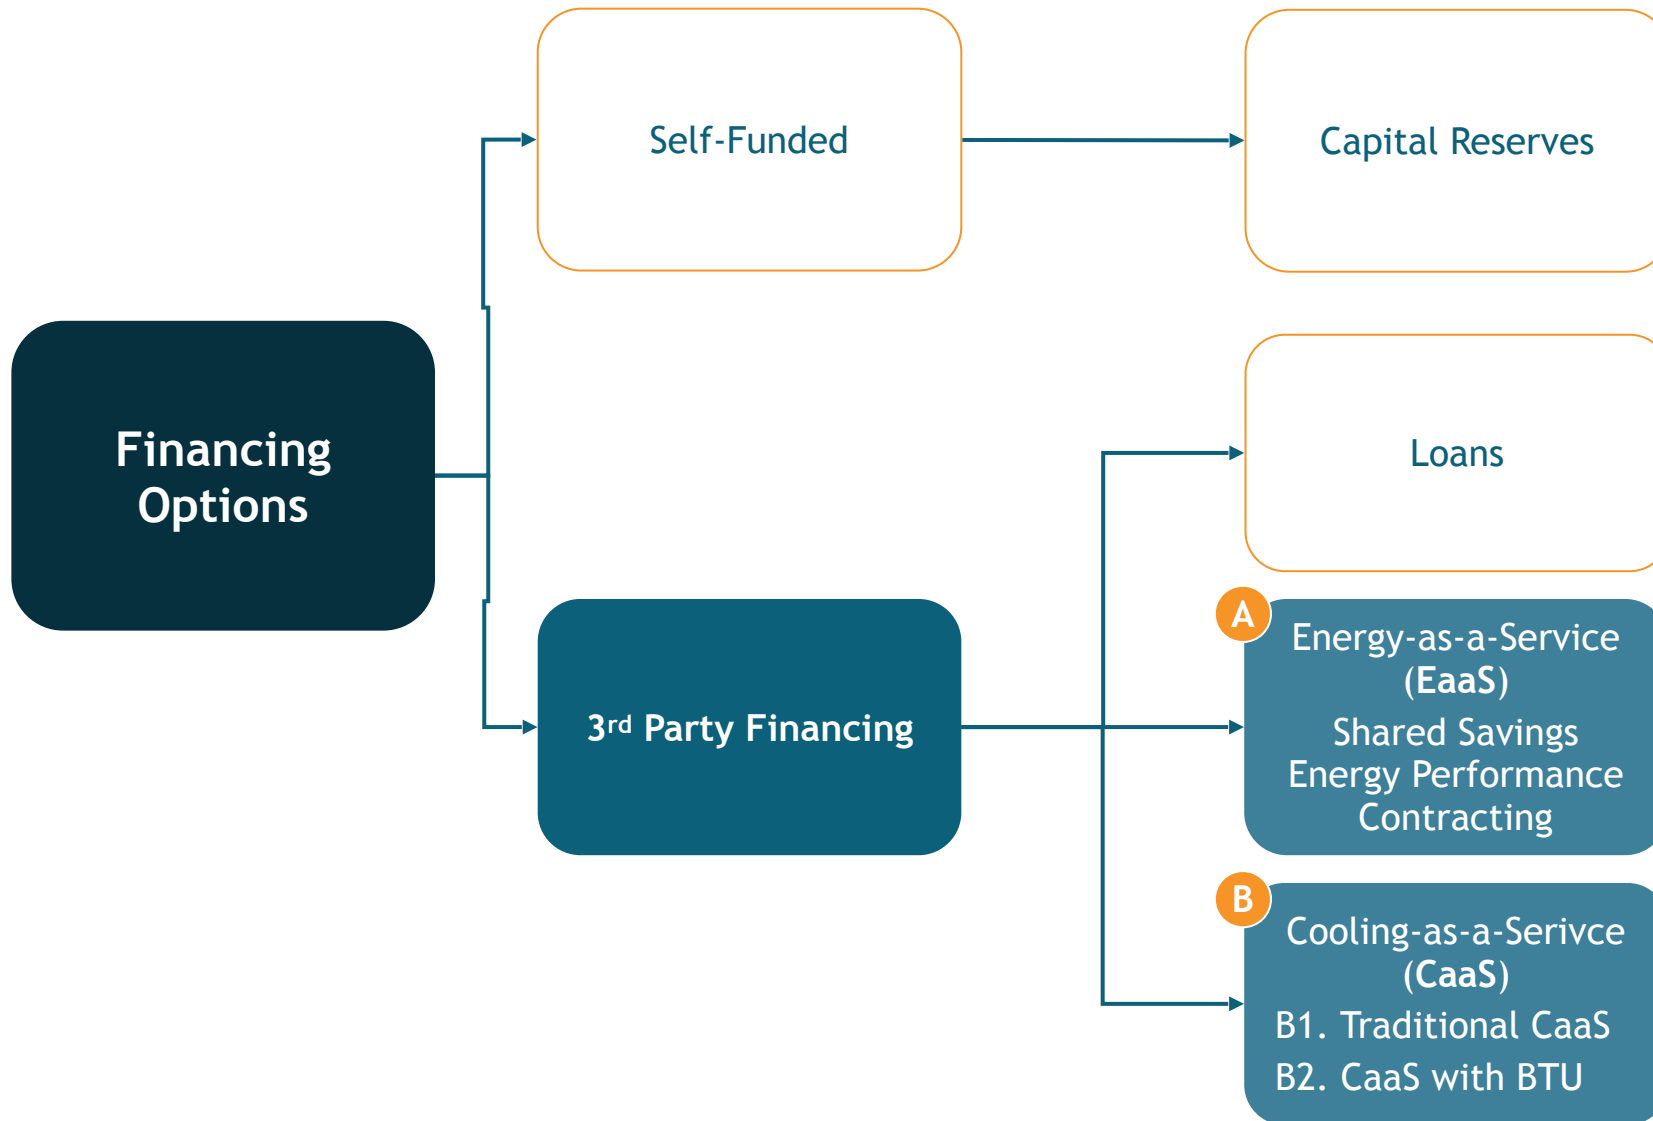 Self-Funded
Capital Reserves
Financing
Options
Loans
3rd Party Financing
A
Energy-as-a-Service
(EaaS)
Shared Savings
Energy Performance
Contracting
B
Cooling-as-a-Serivce
(CaaS)
B1. Traditional CaaS
B2. CaaS with BTU